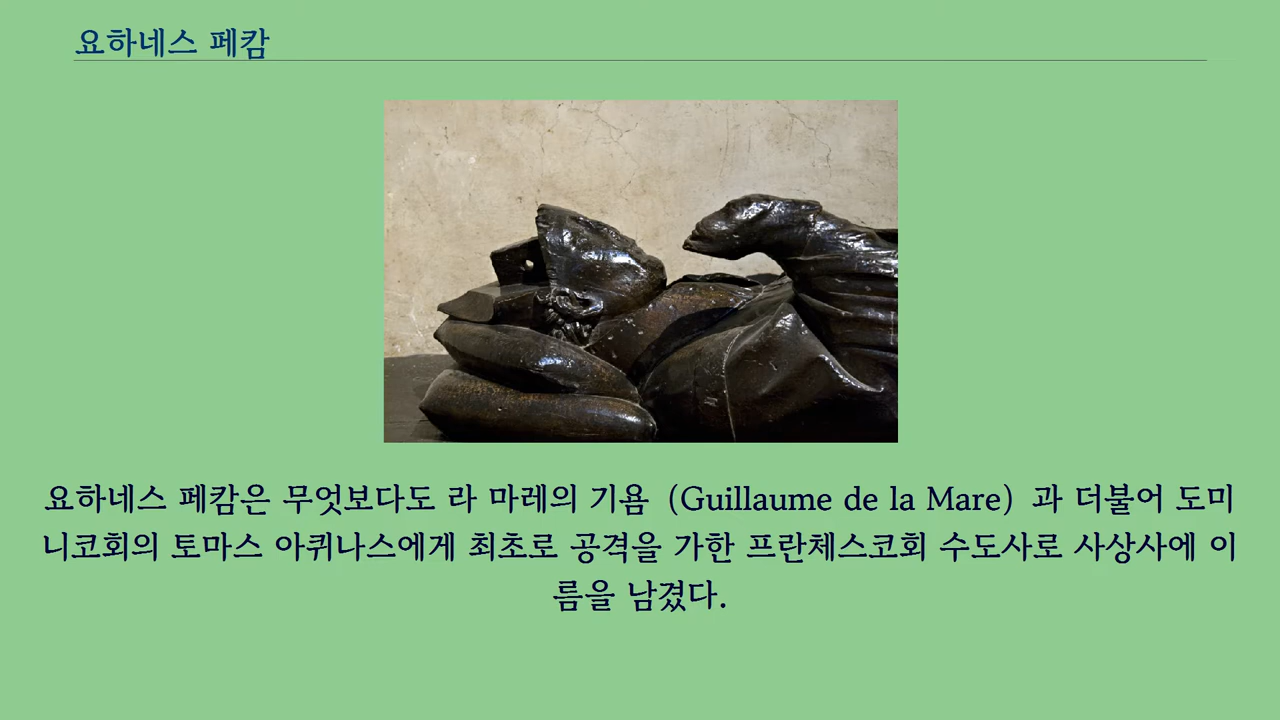 요하네스 페캄
요하네스 페캄은 무엇보다도 라 마레의 기욤 (Guillaume de la Mare) 과 더불어 도미
니코회의 토마스 아퀴나스에게 최초로 공격을 가한 프란체스코회 수도사로 사상사에 이
름을 남겼다.